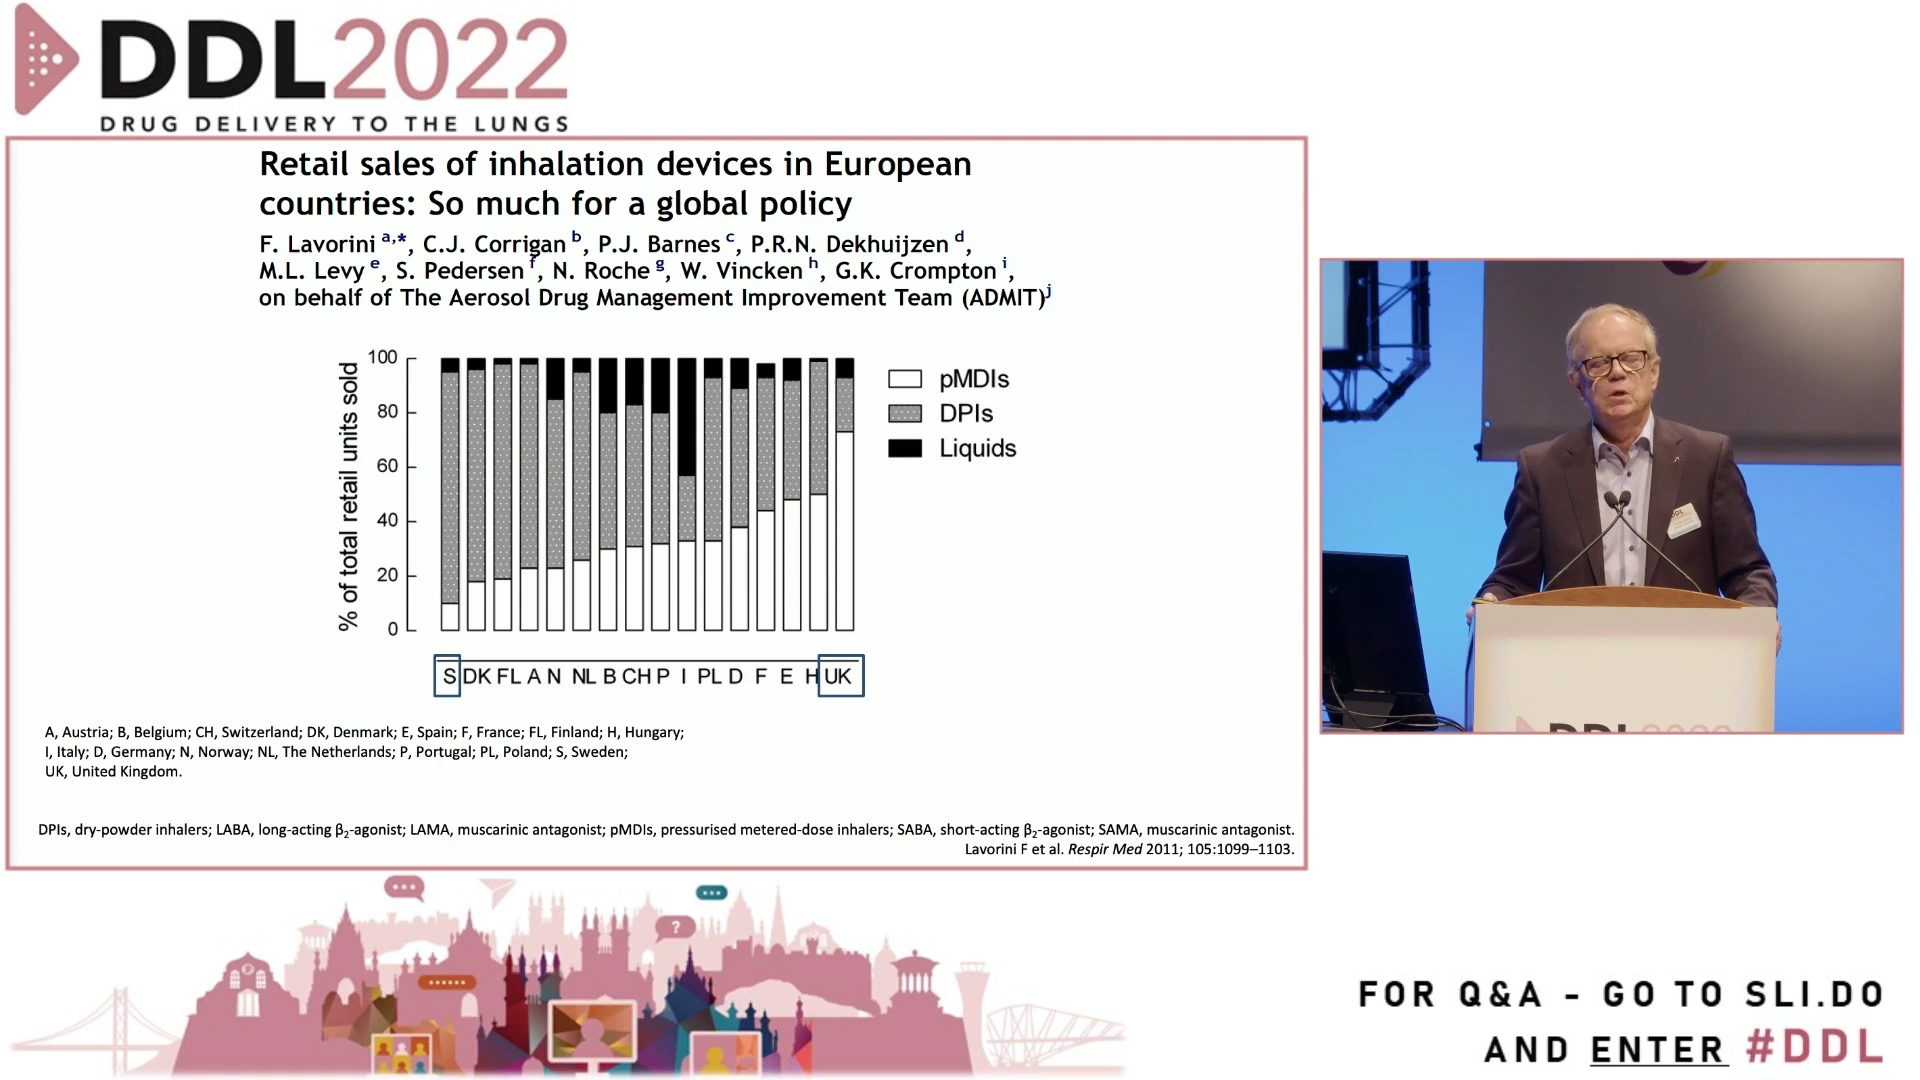 DDL2022
DRUG DELIVERY TO THE LUNGS
Retail sales of inhalation devices in European
countries: So much for a global policy
F. Lavorini a,*, C.J. Corrigan b, P.J. Barnes c, P.R.N. Dekhuijzen d,
M.L. Levy e, S. Pedersen f, N. Roche g, W. Vincken h, G.K. Crompton i,
on behalf of The Aerosol Drug Management Improvement Team (ADMIT)j
% of total retail units sold
100
80
60
40
20
0
pMDIs
DPIs
Liquids
S DK FL A N NL B CH P I PL D F E H UK
A, Austria; B, Belgium; CH, Switzerland; DK, Denmark; E, Spain; F, France; FL, Finland; H, Hungary;
I, Italy; D, Germany; N, Norway; NL, The Netherlands; P, Portugal; PL, Poland; S, Sweden;
UK, United Kingdom.
DPIs, dry-powder inhalers; LABA, long-acting β2-agonist; LAMA, muscarinic antagonist; pMDIs, pressurised metered-dose inhalers; SABA, short-acting β2-agonist; SAMA, muscarinic antagonist.
Lavorini F et al. Respir Med 2011; 105:1099–1103.
DDL
DDL2022
?
FOR Q&A - GO TO SLI.DO
AND ENTER #DDL